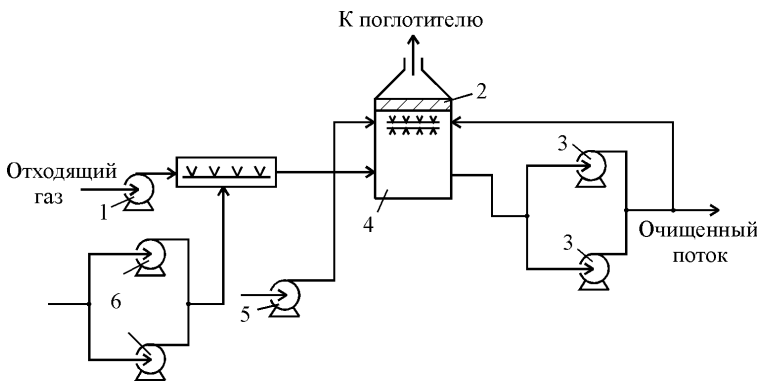 К поглотителю
2
3
Отходящий
газ
1
4
3
Очищенный
поток
6
5